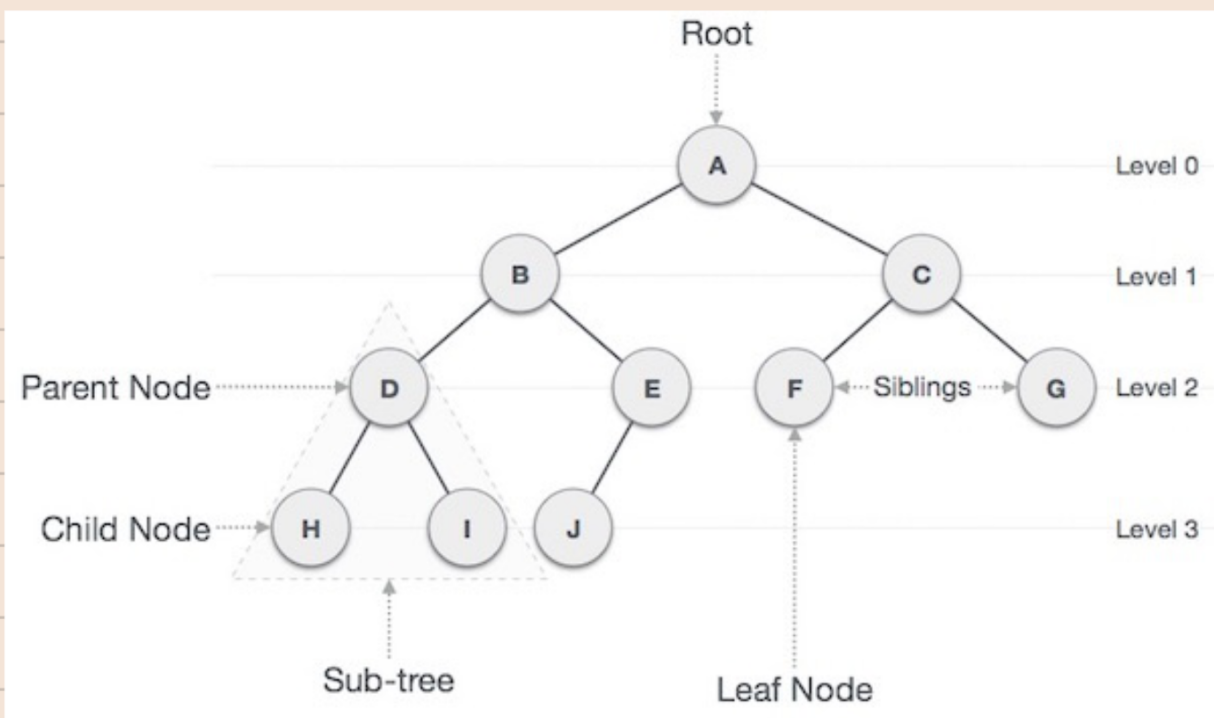 Root
A
Level 0
B
C
Level 1
Parent Node
D
E
F
Siblings
G
Level 2
Child Node
H
I
J
Level 3
Sub-tree
Leaf Node